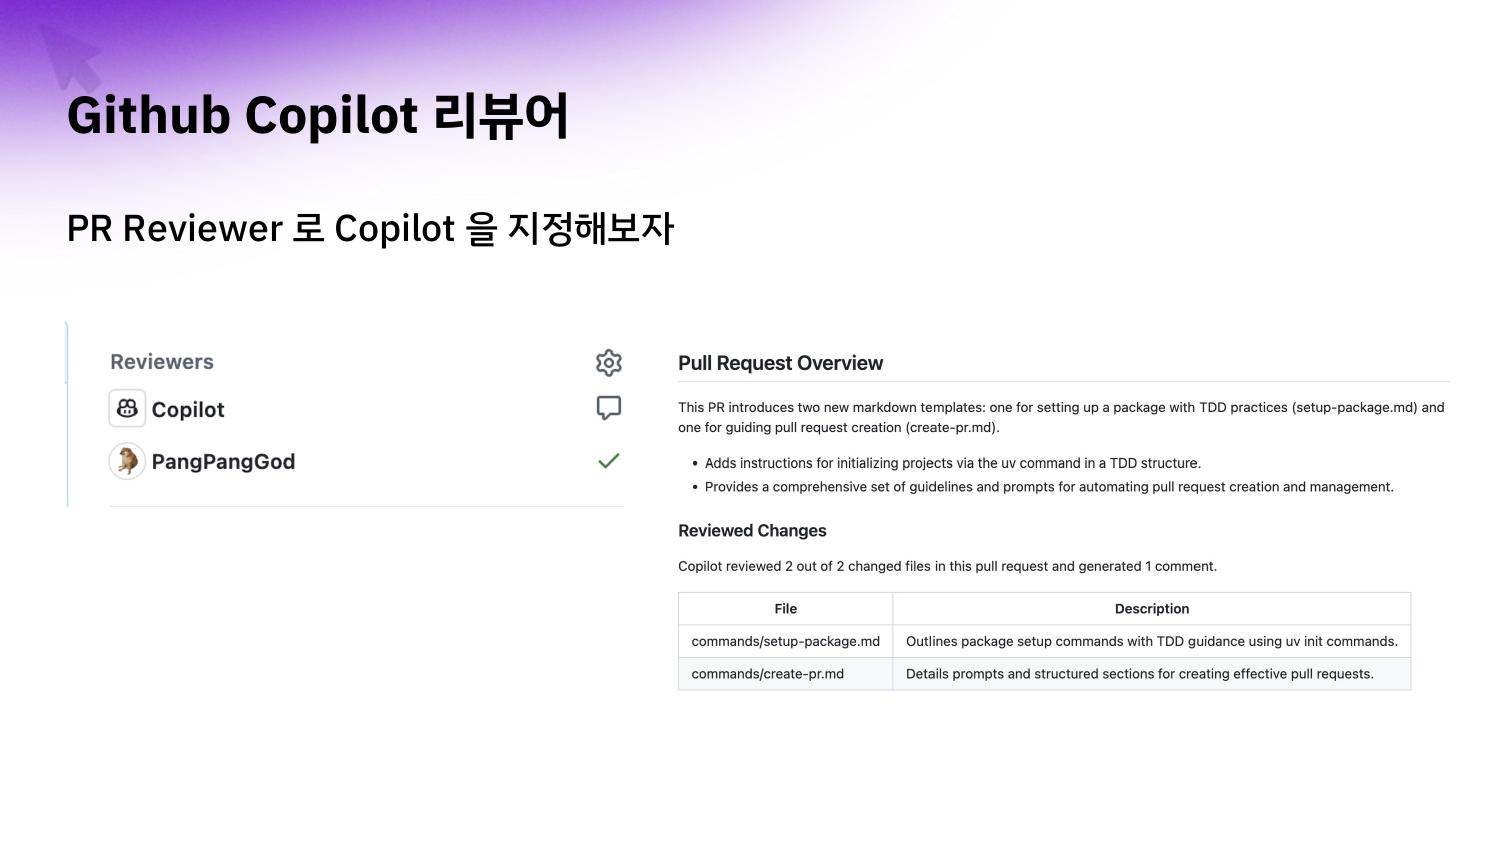 Github Copilot 리뷰어
PR Reviewer 로 Copilot 을 지정해보자
Reviewers
Copilot
PangPangGod
Pull Request Overview
This PR introduces two new markdown templates: one for setting up a package with TDD practices (setup-package.md) and
one for guiding pull request creation (create-pr.md).
• Adds instructions for initializing projects via the uv command in a TDD structure.
• Provides a comprehensive set of guidelines and prompts for automating pull request creation and management.
Reviewed Changes
Copilot reviewed 2 out of 2 changed files in this pull request and generated 1 comment.
File Description
commands/setup-package.md Outlines package setup commands with TDD guidance using uv init commands.
commands/create-pr.md Details prompts and structured sections for creating effective pull requests.